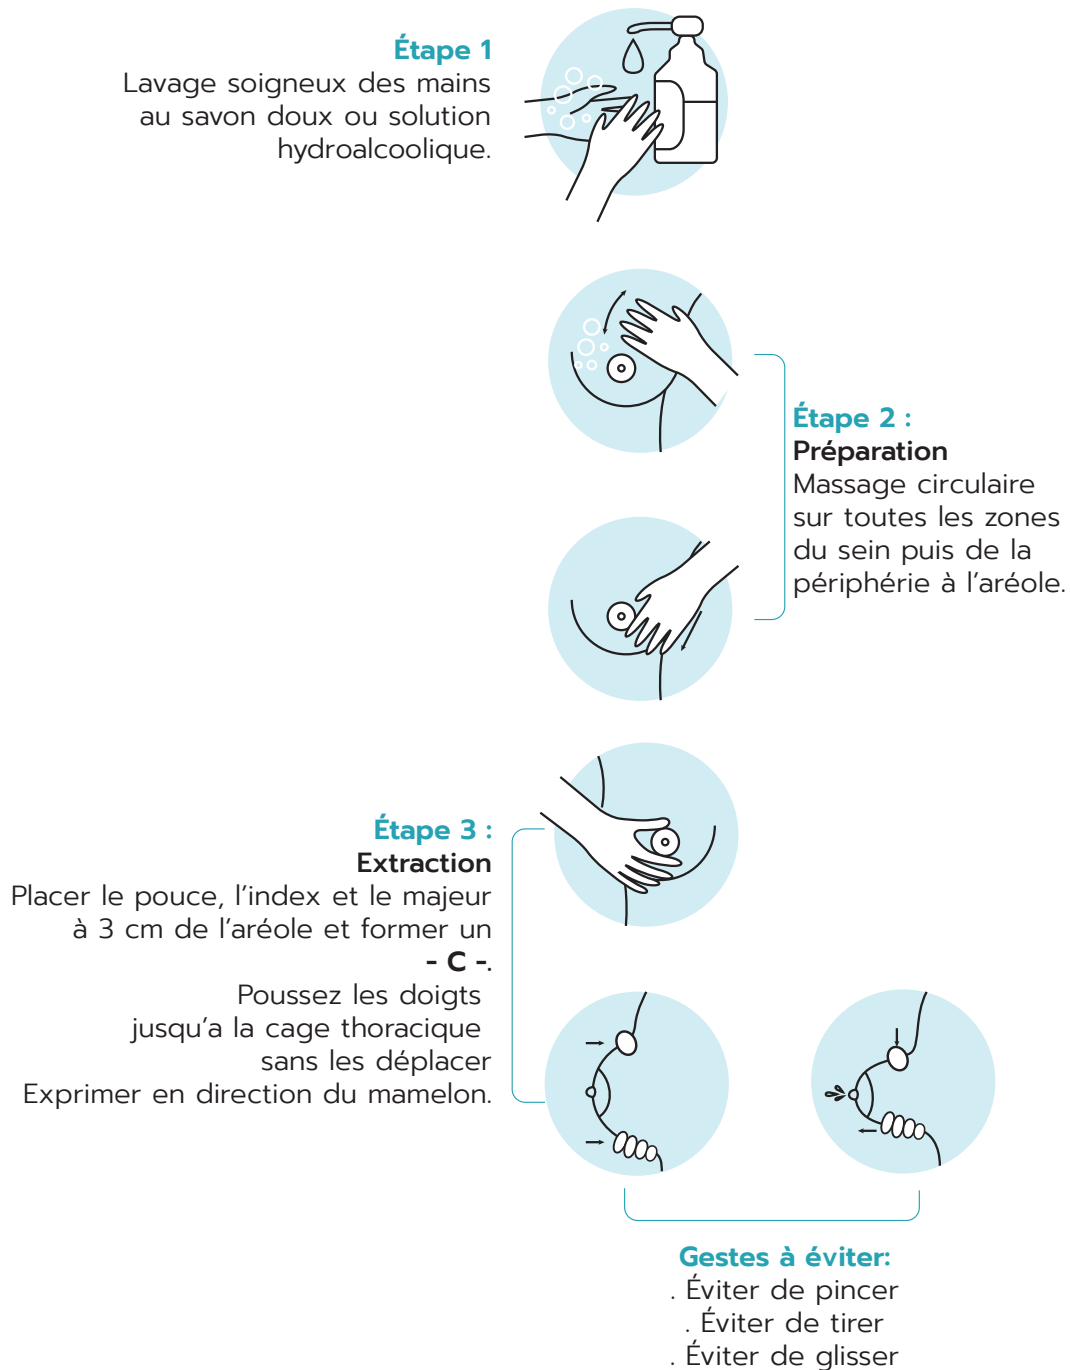 Étape 1
Lavage soigneux des mains
au savon doux ou solution
hydroalcoolique.
Étape 2 :
Préparation
Massage circulaire
sur toutes les zones
du sein puis de la
périphérie à l’aréole.
Étape 3 :
Extraction
Placer le pouce, l’index et le majeur
à 3 cm de l’aréole et former un
- C -.
Poussez les doigts
jusqu’a la cage thoracique
sans les déplacer
Exprimer en direction du mamelon.
Gestes à éviter:
. Éviter de pincer
. Éviter de tirer
. Éviter de glisser